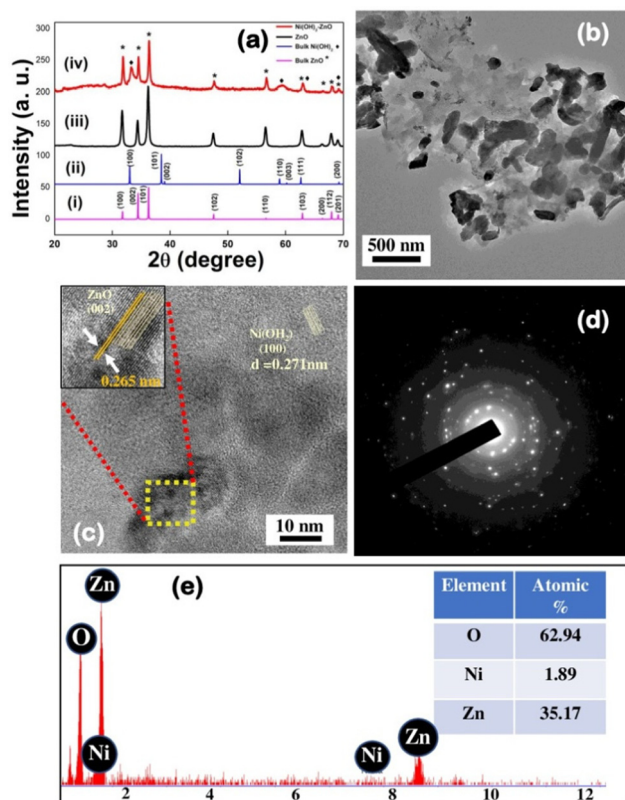 (a)
Ni(OH)2-ZnO
ZnO
Bulk Ni(OH)2 ♦
Bulk ZnO *
Intensity (a. u.)
300
250
200
150
100
50
0
(iv)
(iii)
(ii)
(i)
(100)
(101)
(002)
(102)
(110)
(003)
(111)
(200)
(100)
(002)
(101)
(102)
(110)
(103)
(200)
(112)
(201)
20
30
40
50
60
70
2θ (degree)
(b)
500 nm
ZnO
(002)
0.265 nm
Ni(OH2)
(100)
d =0.271nm
(c)
10 nm
(d)
(e)
Zn
O
Ni
Ni
Zn
2
4
6
8
10
12
Element Atomic
%
O 62.94
Ni 1.89
Zn 35.17